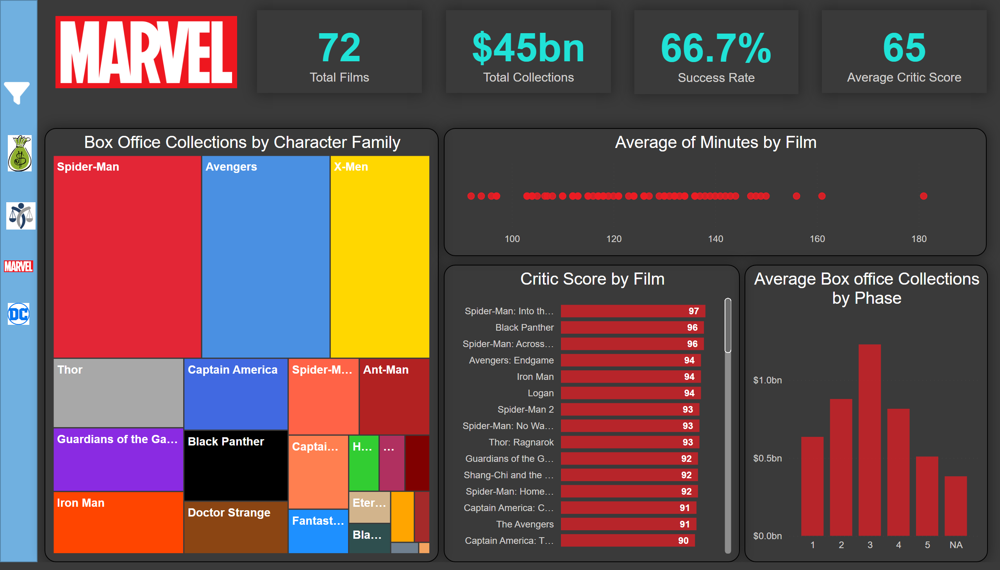 MARVEL
72
Total Films
$45bn
Total Collections
66.7%
Success Rate
65
Average Critic Score
MARVEL
DC
Box Office Collections by Character Family
Spider-Man
Avengers
X-Men
Thor
Captain America
Spider-M...
Ant-Man
Guardians of the Ga...
Black Panther
Captai...
H...
...
Iron Man
Doctor Strange
Fantast...
Eter...
Bla...
Average of Minutes by Film
100
120
140
160
180
Critic Score by Film
Spider-Man: Into th... 97
Black Panther 96
Spider-Man: Across... 96
Avengers: Endgame 94
Iron Man 94
Logan 94
Spider-Man 2 93
Spider-Man: No Wa... 93
Thor: Ragnarok 93
Guardians of the G... 92
Shang-Chi and the ... 92
Spider-Man: Home... 92
Captain America: C... 91
The Avengers 91
Captain America: T... 90
Average Box office Collections
by Phase
$1.0bn
$0.5bn
$0.0bn
1
2
3
4
5
NA